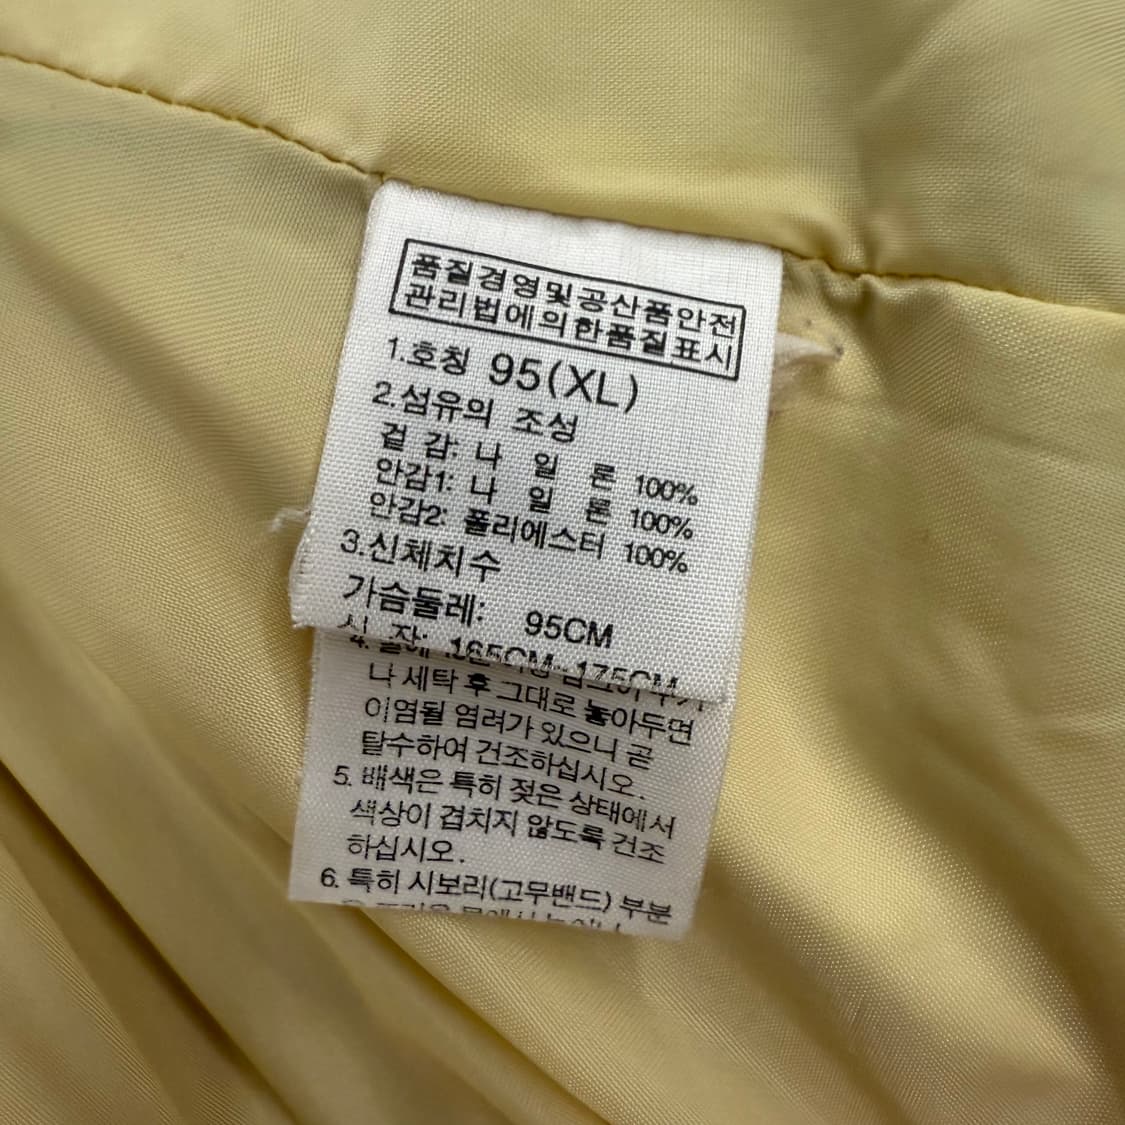 품질경영및공산품안전
관리법에의한품질표시
1.호칭 95(XL)
2.섬유의 조성
겉 감: 나 일 론 100%
안감1: 나 일 론 100%
안감2: 폴리에스터 100%
3.신체치수
가슴둘레: 95CM
신 장: 165CM~175CM
4.
나 세탁 후 그대로 놓아두면
이염될 염려가 있으니 곧
탈수하여 건조하십시오.
5. 배색은 특히 젖은 상태에서
색상이 겹치지 않도록 건조
하십시오.
6. 특히 시보리(고무밴드) 부분